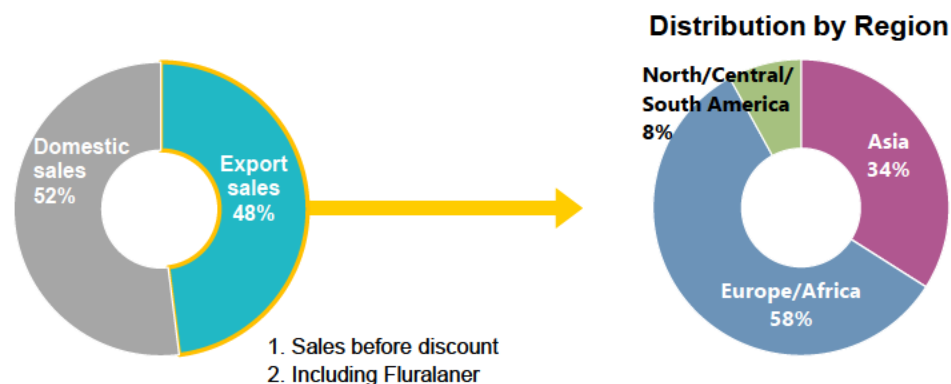 Distribution by Region
Domestic
sales
52%
Export
sales
48%
North/Central/
South America
8%
Asia
34%
Europe/Africa
58%
1. Sales before discount
2. Including Fluralaner